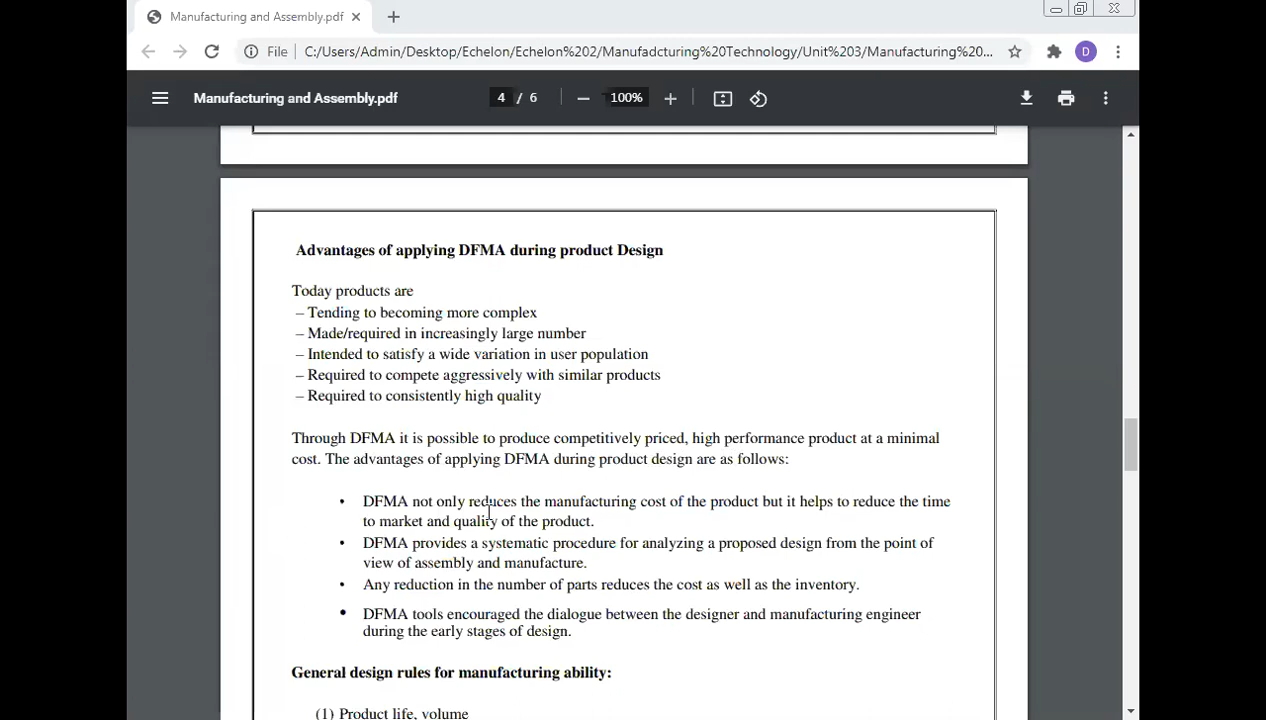 Manufacturing and Assembly.pdf
File C:/Users/Admin/Desktop/Echelon/Echelon%202/Manufadcturing%20Technology/Unit%203/Manufacturing%20... D
Manufacturing and Assembly.pdf 4 / 6 100%
Advantages of applying DFMA during product Design
Today products are
– Tending to becoming more complex
– Made/required in increasingly large number
– Intended to satisfy a wide variation in user population
– Required to compete aggressively with similar products
– Required to consistently high quality
Through DFMA it is possible to produce competitively priced, high performance product at a minimal
cost. The advantages of applying DFMA during product design are as follows:
• DFMA not only reduces the manufacturing cost of the product but it helps to reduce the time
to market and quality of the product.
• DFMA provides a systematic procedure for analyzing a proposed design from the point of
view of assembly and manufacture.
• Any reduction in the number of parts reduces the cost as well as the inventory.
• DFMA tools encouraged the dialogue between the designer and manufacturing engineer
during the early stages of design.
General design rules for manufacturing ability:
(1) Product life, volume